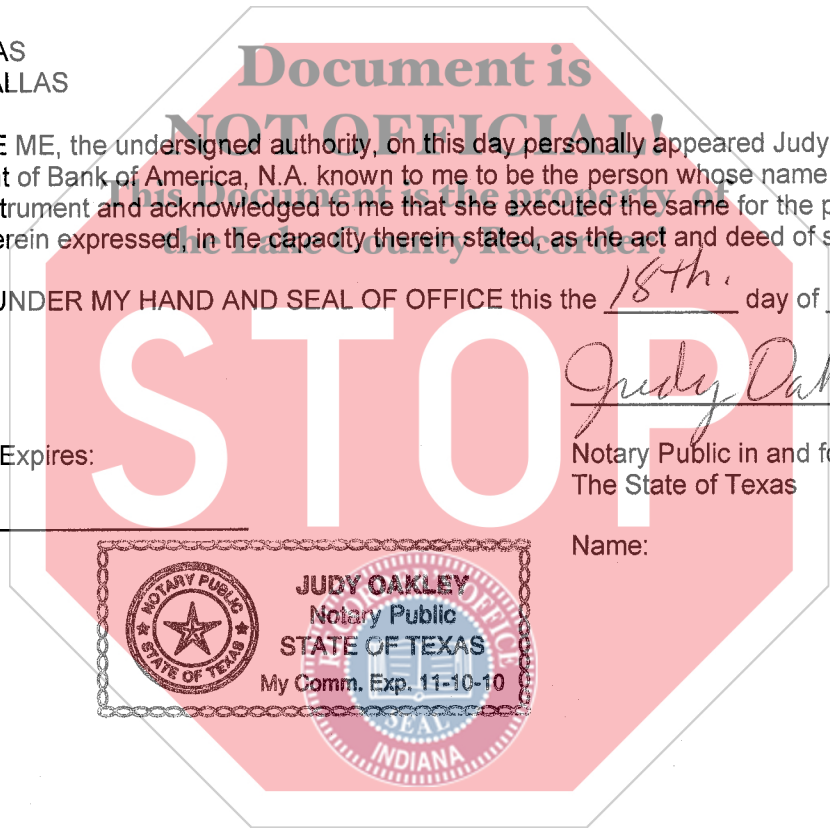 AS
ALLAS
Document is
NOT OFFICIAL!
E ME, the undersigned authority, on this day personally appeared Judy
t of Bank of America, N.A. known to me to be the person whose name
This Document is the property of
trument and acknowledged to me that she executed the same for the p
the Lake County Recorder!
erein expressed, in the capacity therein stated, as the act and deed of s
UNDER MY HAND AND SEAL OF OFFICE this the 18th. day of
STOP
Judy Oak
Expires:
Notary Public in and fo
The State of Texas
Name:
NOTARY PUBLIC
STATE OF TEXAS
JUDY OAKLEY
Notary Public
STATE OF TEXAS
My Comm. Exp. 11-10-10
SEAL
INDIANA